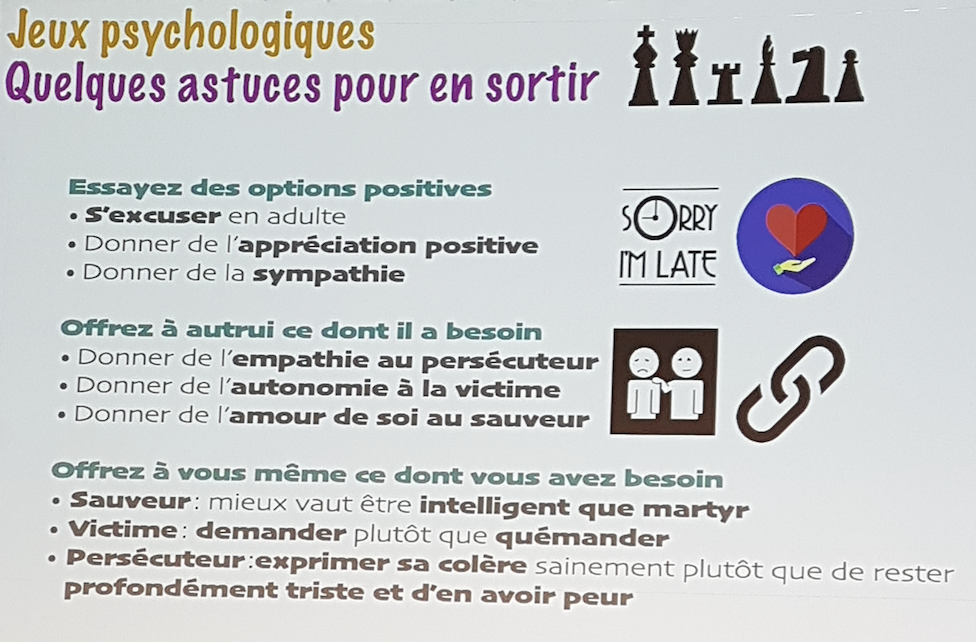 Jeux psychologiques
Quelques astuces pour en sortir
Essayez des options positives
• S'excuser en adulte
• Donner de l'appréciation positive
• Donner de la sympathie
SORRY
I'M LATE
Offrez à autrui ce dont il a besoin
• Donner de l'empathie au persécuteur
• Donner de l'autonomie à la victime
• Donner de l'amour de soi au sauveur
Offrez à vous même ce dont vous avez besoin
• Sauveur: mieux vaut être intelligent que martyr
• Victime: demander plutôt que quémander
• Persécuteur:exprimer sa colère sainement plutôt que de rester
profondément triste et d'en avoir peur